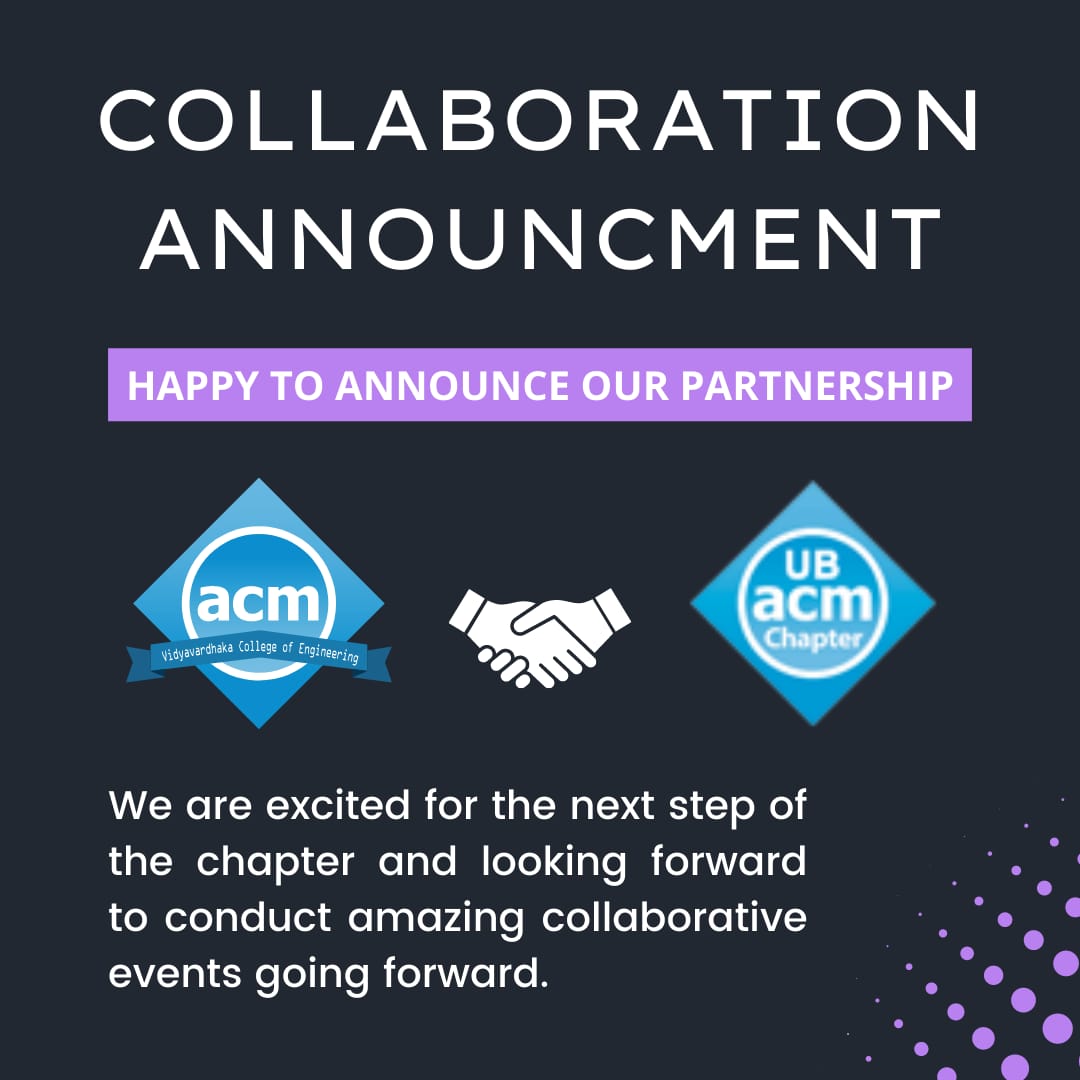 COLLABORATION
ANNOUNCMENT
HAPPY TO ANNOUNCE OUR PARTNERSHIP
acm
Vidyavardhaka College of Engineering
UB
acm
Chapter
We are excited for the next step of
the chapter and looking forward
to conduct amazing collaborative
events going forward.